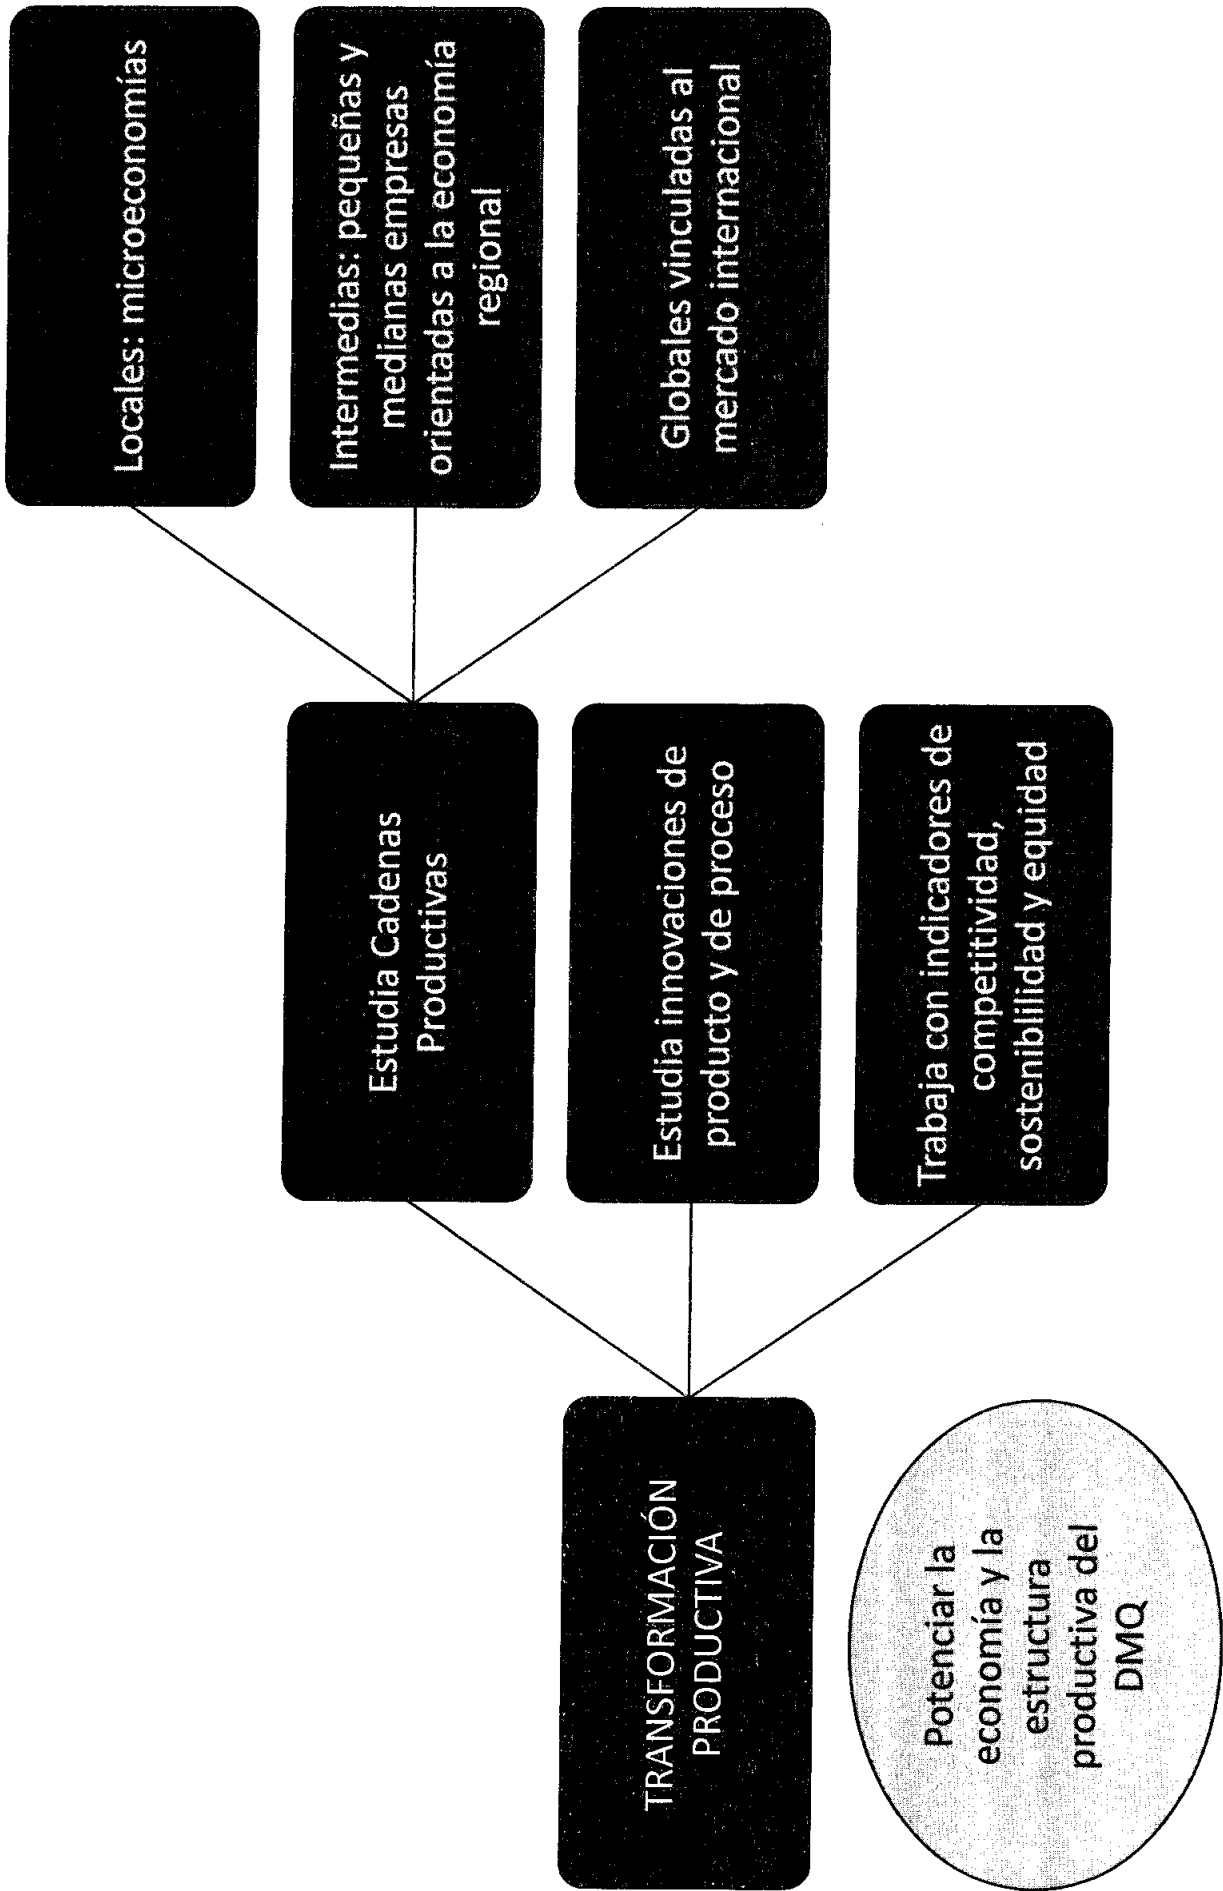 TRANSFORMACIÓN
PRODUCTIVA
Potenciar la
economía y la
estructura
productiva del
DMQ
Estudia Cadenas
Productivas
Estudia innovaciones de
producto y de proceso
Trabaja con indicadores de
competitividad,
sosteniblilidad y equidad
Locales: microeconomías
Intermedias: pequeñas y
medianas empresas
orientadas a la economía
regional
Globales vinculadas al
mercado internacional